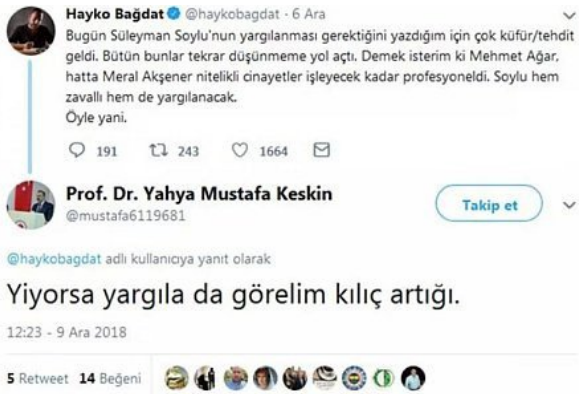 Hayko Bağdat @haykobagdat · 6 Ara
Bugün Süleyman Soylu'nun yargılanması gerektiğini yazdığım için çok küfür/tehdit
geldi. Bütün bunlar tekrar düşünmeme yol açtı. Demek isterim ki Mehmet Ağar,
hatta Meral Akşener nitelikli cinayetler işleyecek kadar profesyoneldi. Soylu hem
zavallı hem de yargılanacak.
Öyle yani.
191 243 1664
Prof. Dr. Yahya Mustafa Keskin
@mustafa6119681
Takip et
@haykobagdat adlı kullanıcıya yanıt olarak
Yiyorsa yargıla da görelim kılıç artığı.
12:23 - 9 Ara 2018
5 Retweet 14 Beğeni